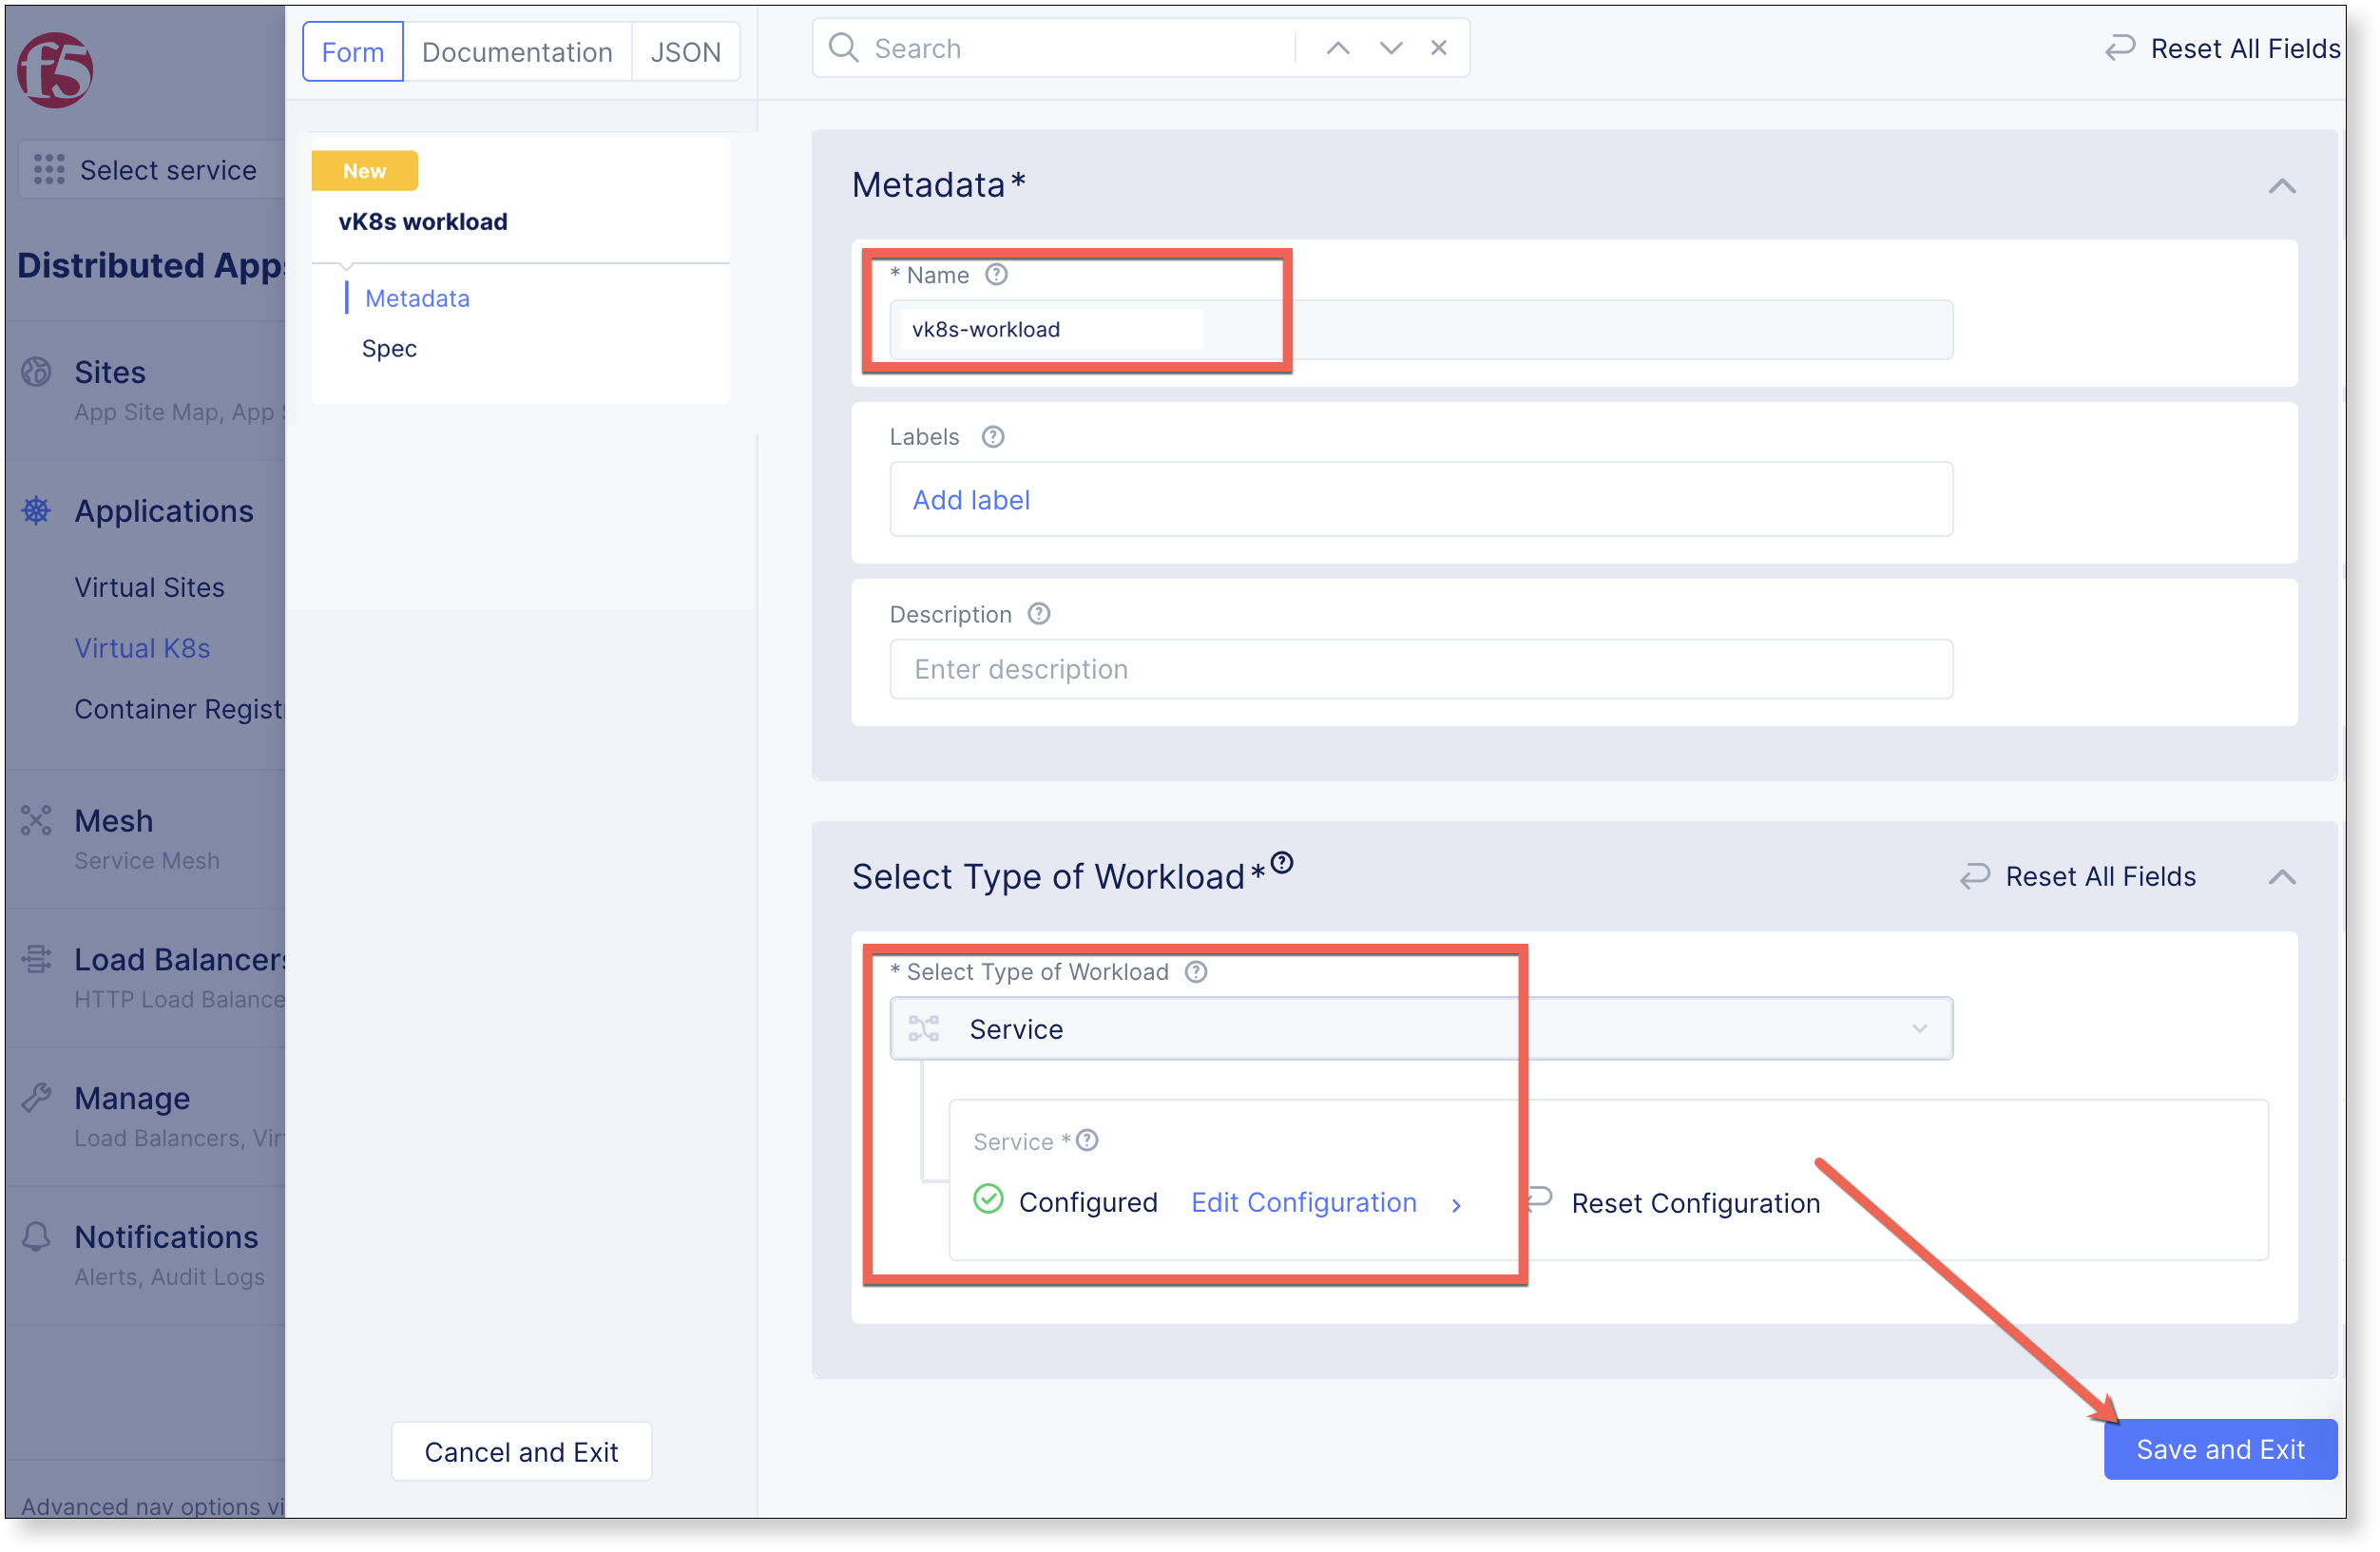 f5
Select service
Distributed Apps
Sites
App Site Map, App S
Applications
Virtual Sites
Virtual K8s
Container Registr
Mesh
Service Mesh
Load Balancers
HTTP Load Balance
Manage
Load Balancers, Vir
Notifications
Alerts, Audit Logs
Advanced nav options vi
Form
Documentation
JSON
New
vK8s workload
Metadata
Spec
Cancel and Exit
Search
Reset All Fields
Metadata*
* Name
vk8s-workload
Labels
Add label
Description
Enter description
Select Type of Workload*
Reset All Fields
* Select Type of Workload
Service
Service *
Configured Edit Configuration Reset Configuration
Save and Exit